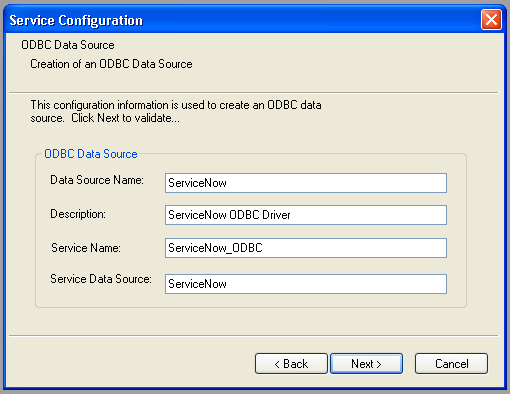 Service Configuration
ODBC Data Source
Creation of an ODBC Data Source
This configuration information is used to create an ODBC data
source. Click Next to validate...
ODBC Data Source
Data Source Name: ServiceNow
Description: ServiceNow ODBC Driver
Service Name: ServiceNow_ODBC
Service Data Source: ServiceNow
< Back Next > Cancel